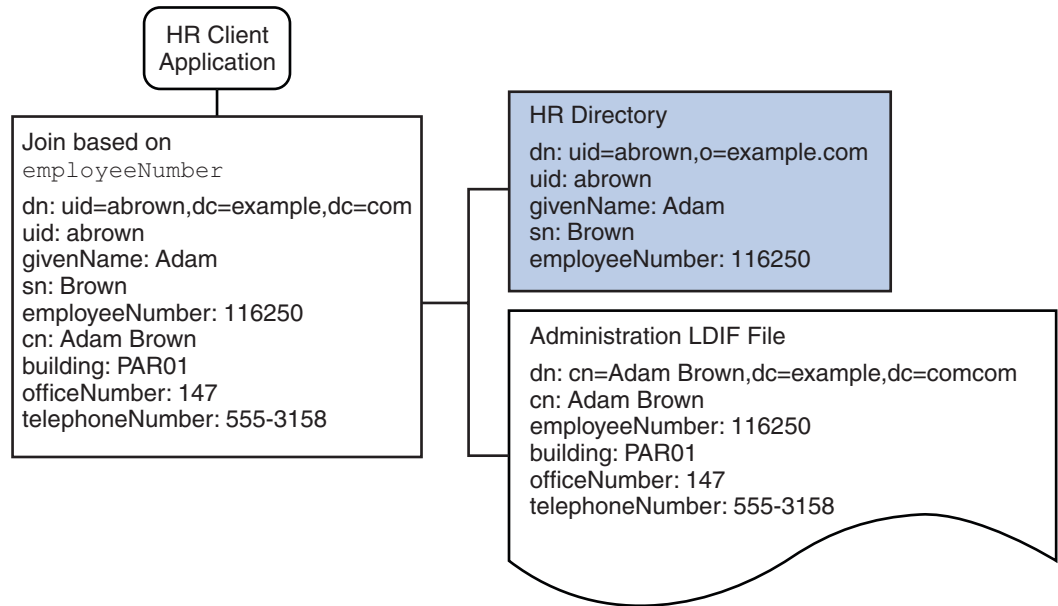 HR Client
Application
Join based on
employeeNumber
dn: uid=abrown,dc=example,dc=com
uid: abrown
givenName: Adam
sn: Brown
employeeNumber: 116250
cn: Adam Brown
building: PAR01
officeNumber: 147
telephoneNumber: 555-3158
HR Directory
dn: uid=abrown,o=example.com
uid: abrown
givenName: Adam
sn: Brown
employeeNumber: 116250
Administration LDIF File
dn: cn=Adam Brown,dc=example,dc=comcom
cn: Adam Brown
employeeNumber: 116250
building: PAR01
officeNumber: 147
telephoneNumber: 555-3158